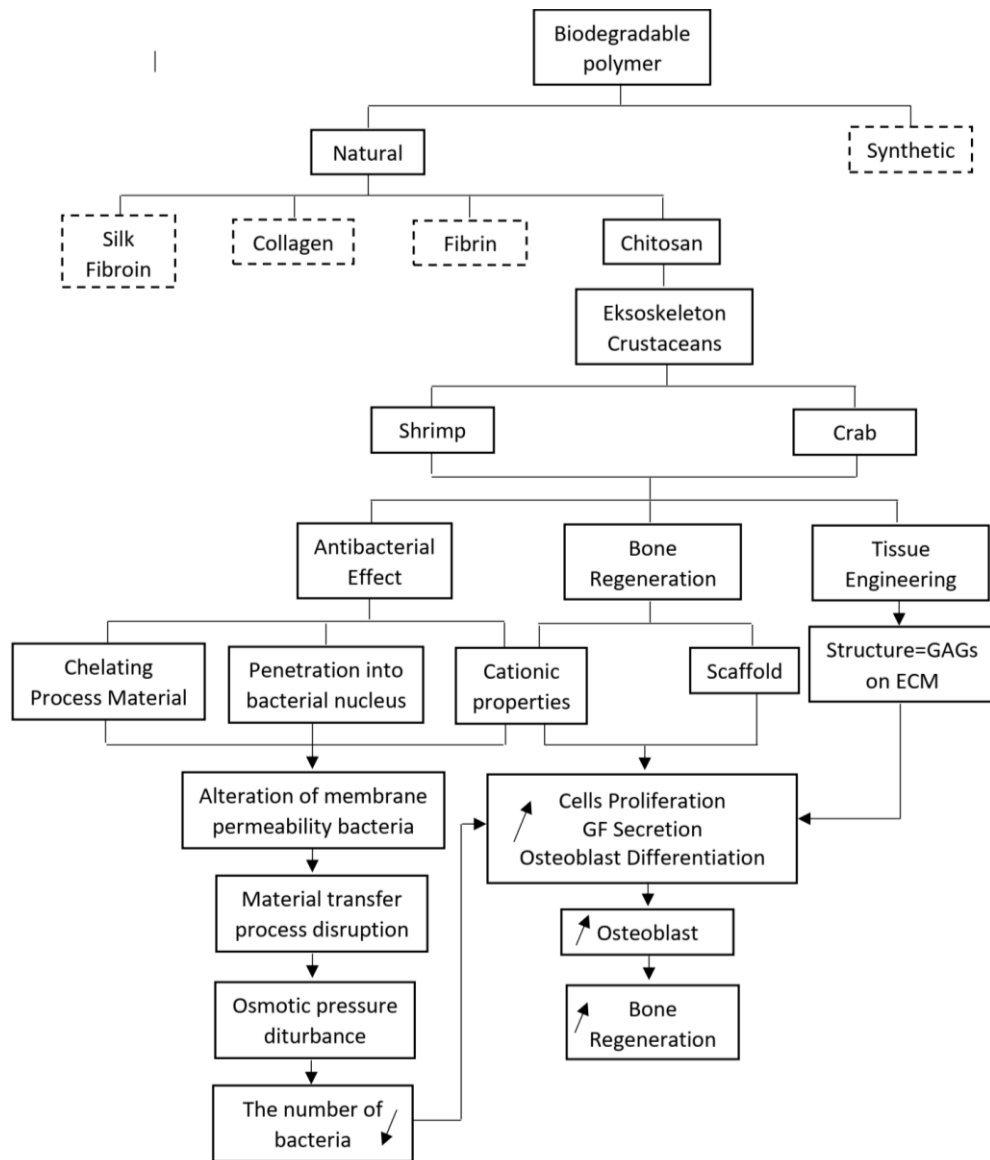 Biodegradable
polymer
Natural
Synthetic
Silk
Fibroin
Collagen
Fibrin
Chitosan
Eksoskeleton
Crustaceans
Shrimp
Crab
Antibacterial
Effect
Bone
Regeneration
Tissue
Engineering
Chelating
Process Material
Penetration into
bacterial nucleus
Cationic
properties
Scaffold
Structure=GAGs
on ECM
Alteration of membrane
permeability bacteria
Cells Proliferation
GF Secretion
Osteoblast Differentiation
Material transfer
process disruption
Osteoblast
Osmotic pressure
diturbance
Bone
Regeneration
The number of
bacteria